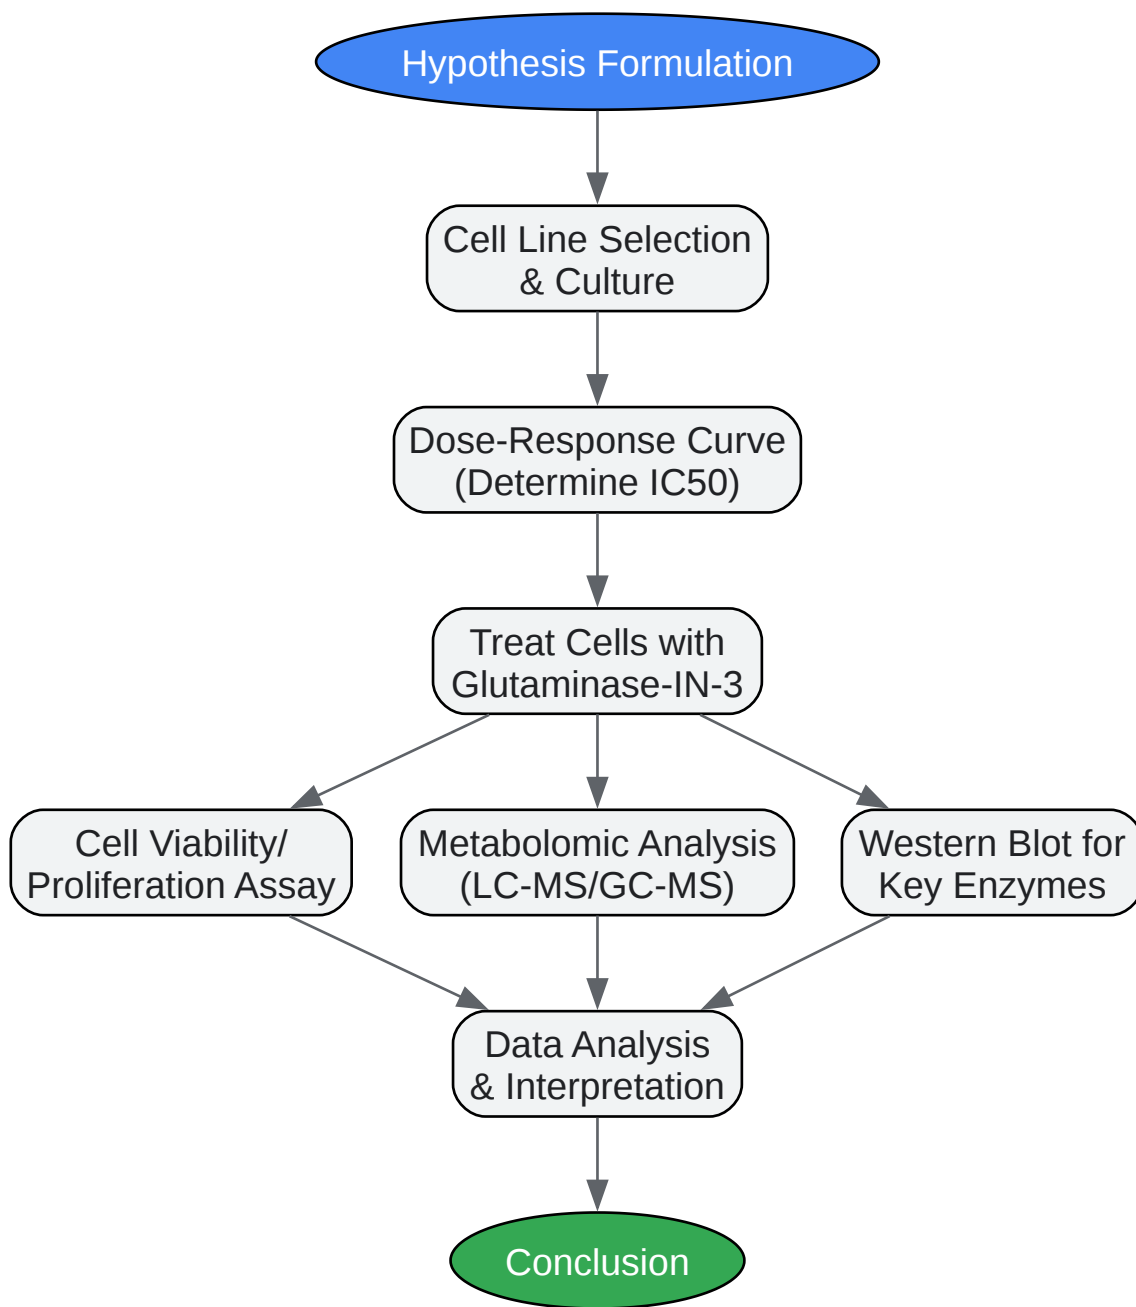 Hypothesis Formulation
Cell Line Selection
& Culture
Dose-Response Curve
(Determine IC50)
Treat Cells with
Glutaminase-IN-3
Cell Viability/
Proliferation Assay
Metabolomic Analysis
(LC-MS/GC-MS)
Western Blot for
Key Enzymes
Data Analysis
& Interpretation
Conclusion